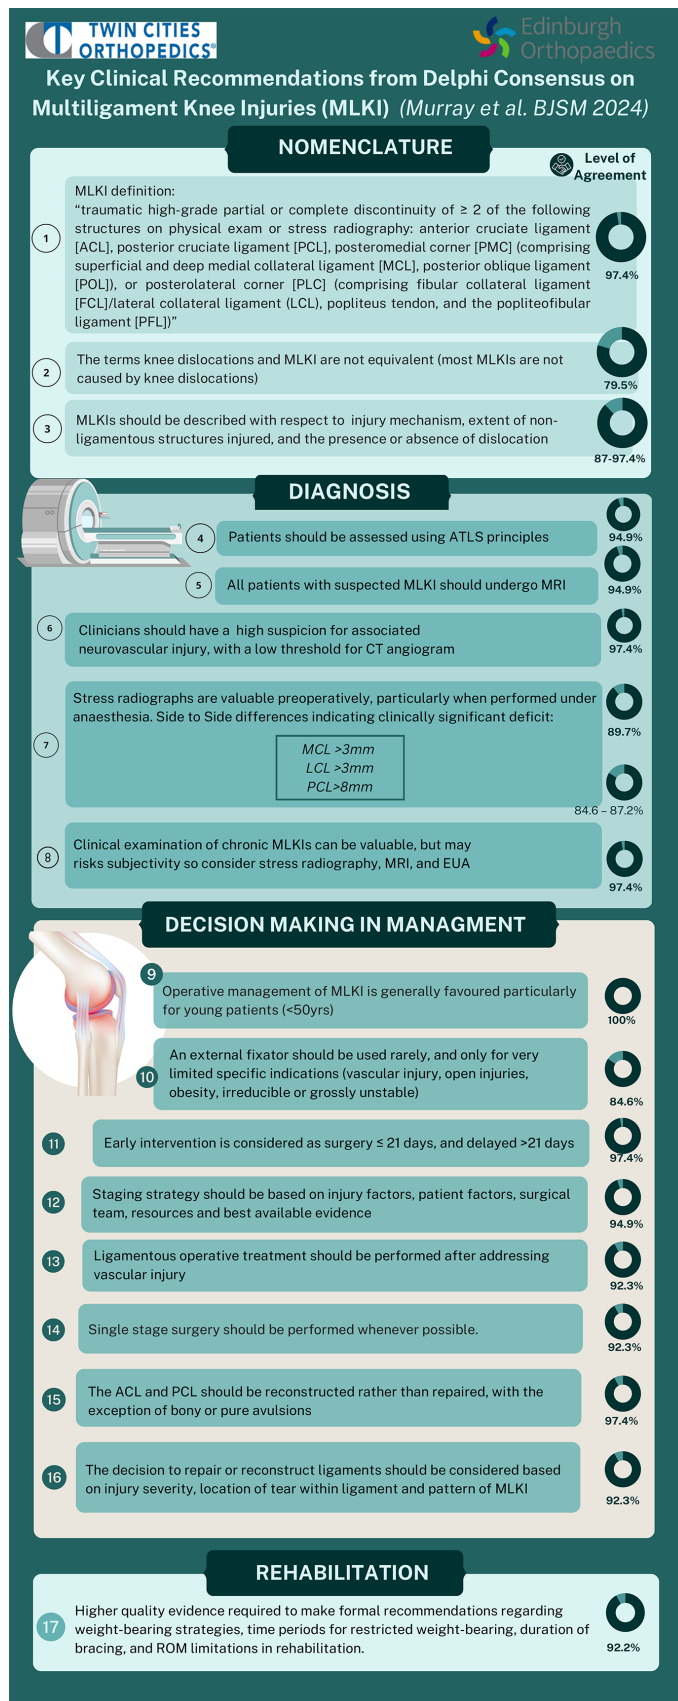 TWIN CITIES
ORTHOPEDICS®
Edinburgh
Orthopaedics
Key Clinical Recommendations from Delphi Consensus on
Multiligament Knee Injuries (MLKI) (Murray et al. BJSM 2024)
NOMENCLATURE
Level of
Agreement
1
MLKI definition:
“traumatic high-grade partial or complete discontinuity of ≥ 2 of the following
structures on physical exam or stress radiography: anterior cruciate ligament
[ACL], posterior cruciate ligament [PCL], posteromedial corner [PMC] (comprising
superficial and deep medial collateral ligament [MCL], posterior oblique ligament
[POL]), or posterolateral corner [PLC] (comprising fibular collateral ligament
[FCL]/lateral collateral ligament (LCL), popliteus tendon, and the popliteofibular
ligament [PFL])”
97.4%
2
The terms knee dislocations and MLKI are not equivalent (most MLKIs are not
caused by knee dislocations)
79.5%
3
MLKIs should be described with respect to injury mechanism, extent of non-
ligamentous structures injured, and the presence or absence of dislocation
87-97.4%
DIAGNOSIS
4
Patients should be assessed using ATLS principles
94.9%
5
All patients with suspected MLKI should undergo MRI
94.9%
6
Clinicians should have a high suspicion for associated
neurovascular injury, with a low threshold for CT angiogram
97.4%
7
Stress radiographs are valuable preoperatively, particularly when performed under
anaesthesia. Side to Side differences indicating clinically significant deficit:
89.7%
MCL >3mm
LCL >3mm
PCL>8mm
84.6 – 87.2%
8
Clinical examination of chronic MLKIs can be valuable, but may
risks subjectivity so consider stress radiography, MRI, and EUA
97.4%
DECISION MAKING IN MANAGMENT
9
Operative management of MLKI is generally favoured particularly
for young patients (<50yrs)
100%
10
An external fixator should be used rarely, and only for very
limited specific indications (vascular injury, open injuries,
obesity, irreducible or grossly unstable)
84.6%
11
Early intervention is considered as surgery ≤ 21 days, and delayed >21 days
97.4%
12
Staging strategy should be based on injury factors, patient factors, surgical
team, resources and best available evidence
94.9%
13
Ligamentous operative treatment should be performed after addressing
vascular injury
92.3%
14
Single stage surgery should be performed whenever possible.
92.3%
15
The ACL and PCL should be reconstructed rather than repaired, with the
exception of bony or pure avulsions
97.4%
16
The decision to repair or reconstruct ligaments should be considered based
on injury severity, location of tear within ligament and pattern of MLKI
92.3%
REHABILITATION
17
Higher quality evidence required to make formal recommendations regarding
weight-bearing strategies, time periods for restricted weight-bearing, duration of
bracing, and ROM limitations in rehabilitation.
92.2%